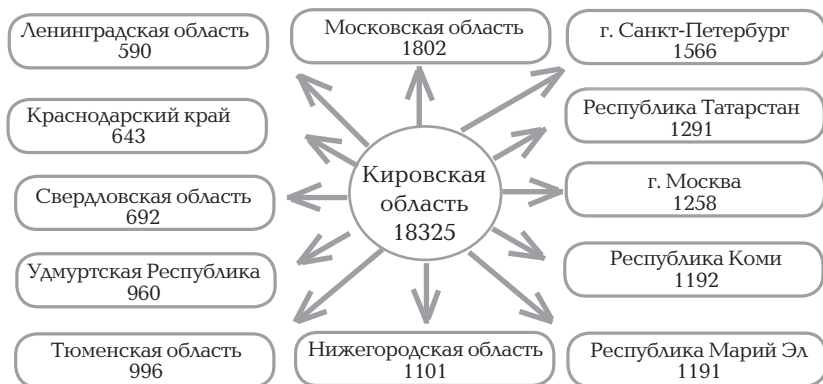 Ленинградская область
590
Московская область
1802
г. Санкт-Петербург
1566
Краснодарский край
643
Республика Татарстан
1291
Кировская
область
18325
Свердловская область
692
г. Москва
1258
Удмуртская Республика
960
Республика Коми
1192
Тюменская область
996
Нижегородская область
1101
Республика Марий Эл
1191